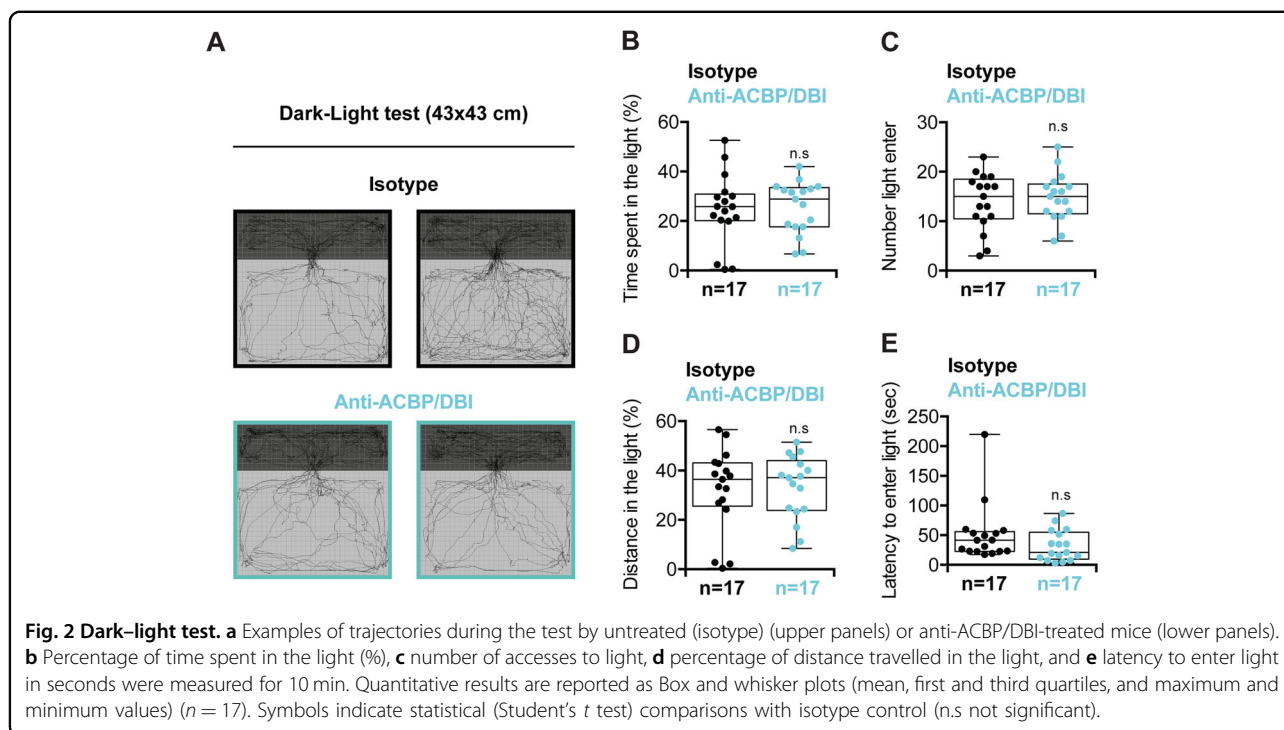 A
Dark-Light test (43x43 cm)
Isotype
Anti-ACBP/DBI
B
Isotype
Anti-ACBP/DBI
Time spent in the light (%)
60
40
20
0
n.s
n=17
n=17
C
Isotype
Anti-ACBP/DBI
Number light enter
30
20
10
0
n.s
n=17
n=17
D
Isotype
Anti-ACBP/DBI
Distance in the light (%)
60
40
20
0
n.s
n=17
n=17
E
Isotype
Anti-ACBP/DBI
Latency to enter light (sec)
250
200
150
100
50
0
n.s
n=17
n=17
Fig. 2 Dark–light test. a Examples of trajectories during the test by untreated (isotype) (upper panels) or anti-ACBP/DBI-treated mice (lower panels).
b Percentage of time spent in the light (%), c number of accesses to light, d percentage of distance travelled in the light, and e latency to enter light
in seconds were measured for 10 min. Quantitative results are reported as Box and whisker plots (mean, first and third quartiles, and maximum and
minimum values) (n = 17). Symbols indicate statistical (Student's t test) comparisons with isotype control (n.s not significant).